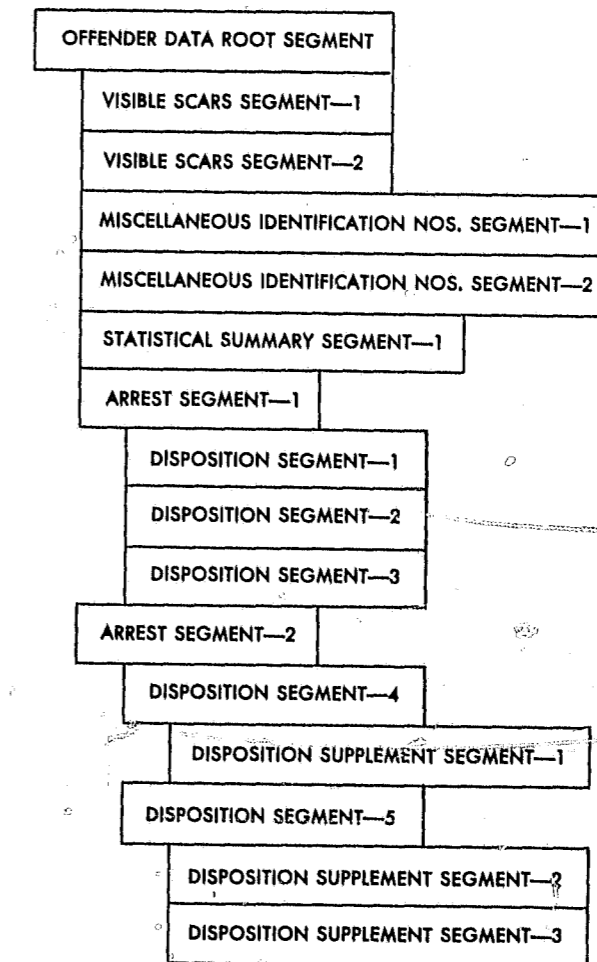 OFFENDER DATA ROOT SEGMENT
VISIBLE SCARS SEGMENT—1
VISIBLE SCARS SEGMENT—2
MISCELLANEOUS IDENTIFICATION NOS. SEGMENT—1
MISCELLANEOUS IDENTIFICATION NOS. SEGMENT—2
STATISTICAL SUMMARY SEGMENT—1
ARREST SEGMENT—1
DISPOSITION SEGMENT—1
DISPOSITION SEGMENT—2
DISPOSITION SEGMENT—3
ARREST SEGMENT—2
DISPOSITION SEGMENT—4
DISPOSITION SUPPLEMENT SEGMENT—1
DISPOSITION SEGMENT—5
DISPOSITION SUPPLEMENT SEGMENT—2
DISPOSITION SUPPLEMENT SEGMENT—3